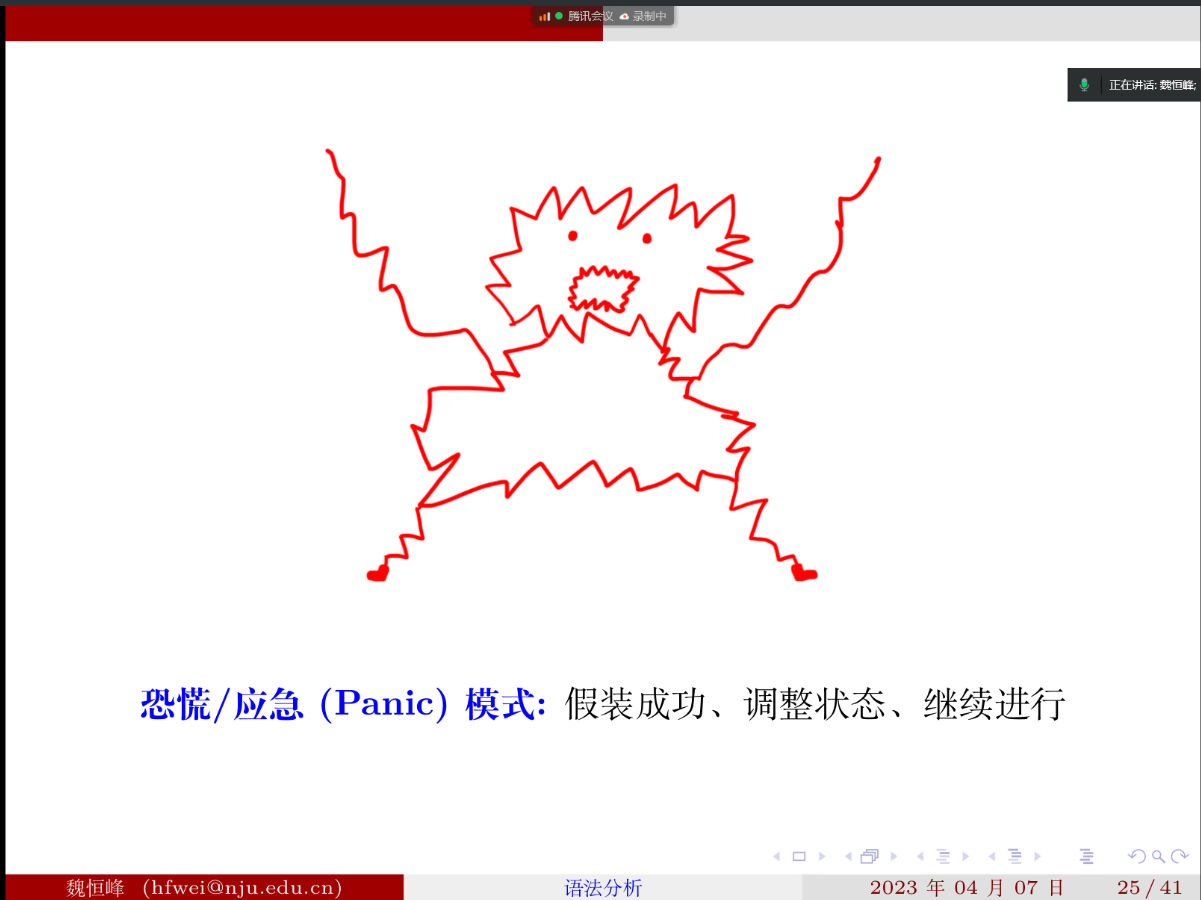 腾讯会议 录制中
正在讲话: 魏恒峰;
恐慌/应急 (Panic) 模式: 假装成功、调整状态、继续进行
魏恒峰 (hfwei@nju.edu.cn) 语法分析 2023 年 04 月 07 日 25 / 41